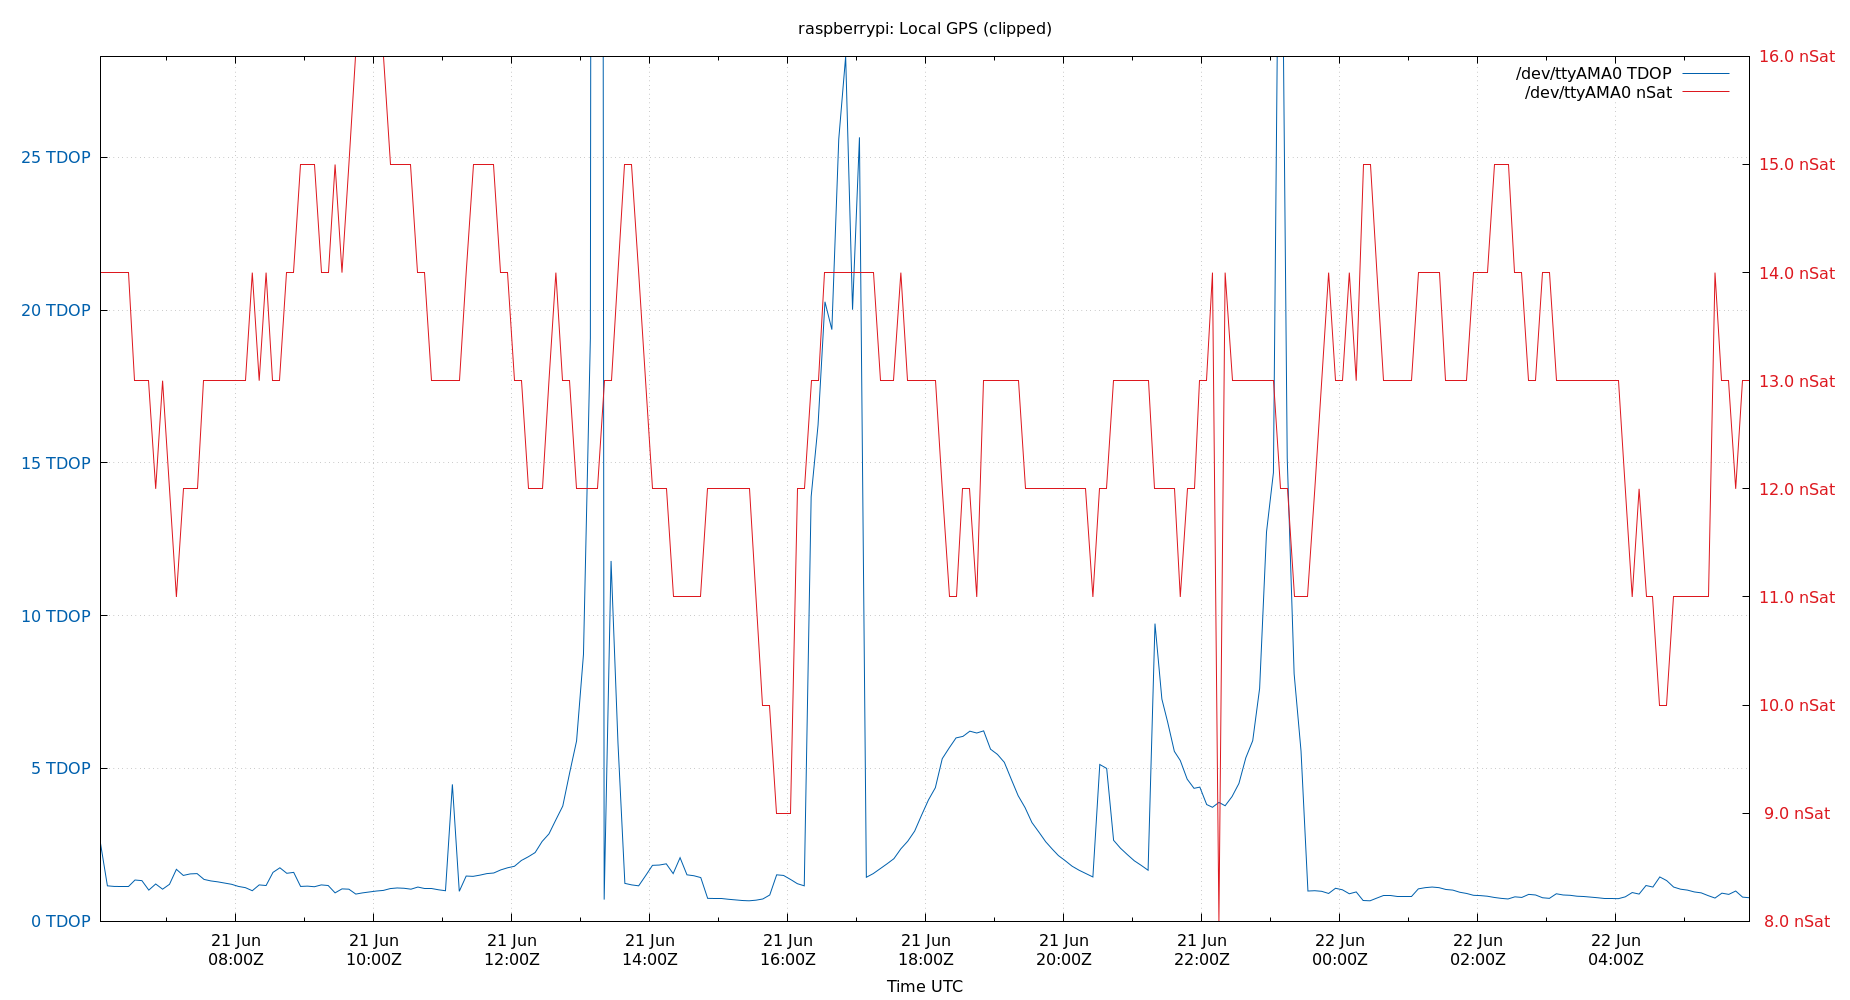 raspberrypi: Local GPS (clipped)
/dev/ttyAMA0 TDOP
/dev/ttyAMA0 nSat
25 TDOP
20 TDOP
15 TDOP
10 TDOP
5 TDOP
0 TDOP
16.0 nSat
15.0 nSat
14.0 nSat
13.0 nSat
12.0 nSat
11.0 nSat
10.0 nSat
9.0 nSat
8.0 nSat
21 Jun
08:00Z
21 Jun
10:00Z
21 Jun
12:00Z
21 Jun
14:00Z
21 Jun
16:00Z
21 Jun
18:00Z
21 Jun
20:00Z
21 Jun
22:00Z
22 Jun
00:00Z
22 Jun
02:00Z
22 Jun
04:00Z
Time UTC